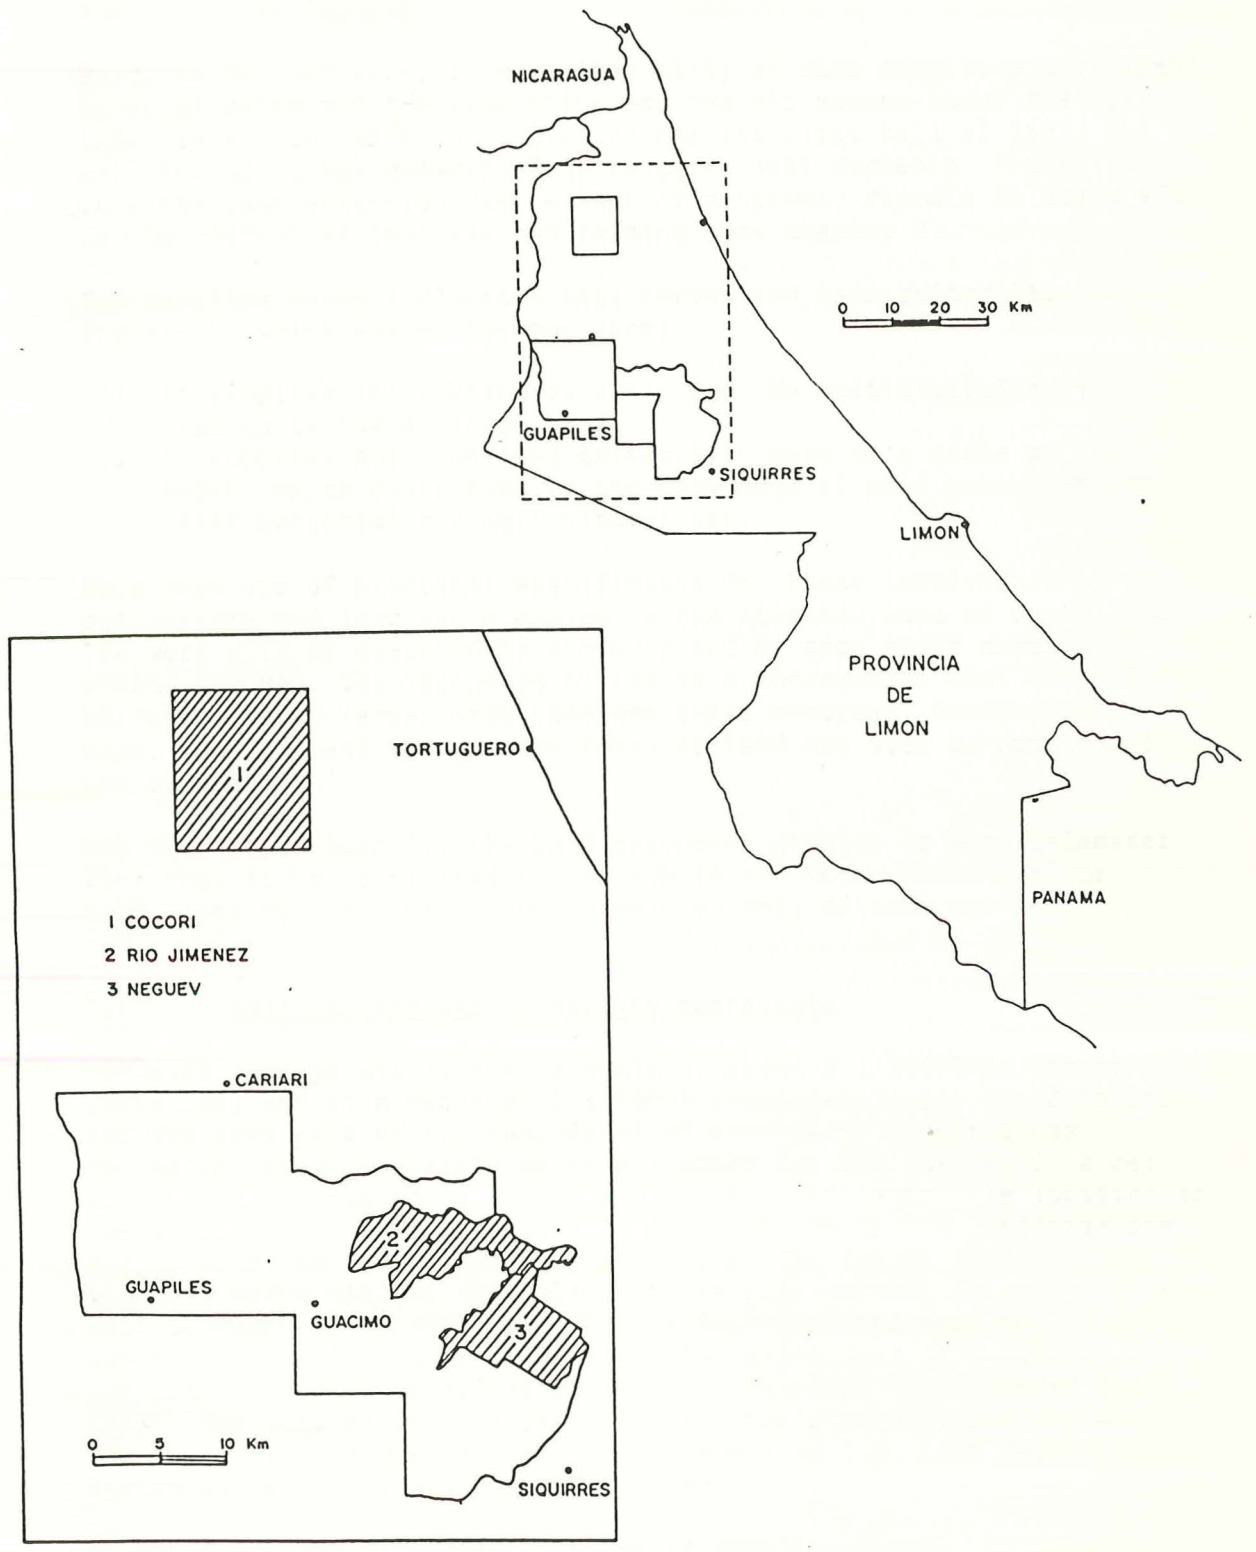 NICARAGUA
0 10 20 30 Km
GUAPILES
SIQUIRRES
LIMON
PROVINCIA
DE
LIMON
PANAMA
TORTUGUERO
1
1 COCORI
2 RIO JIMENEZ
3 NEGUEV
CARIARI
2
GUAPILES
GUACIMO
3
0 5 10 Km
SIQUIRRES